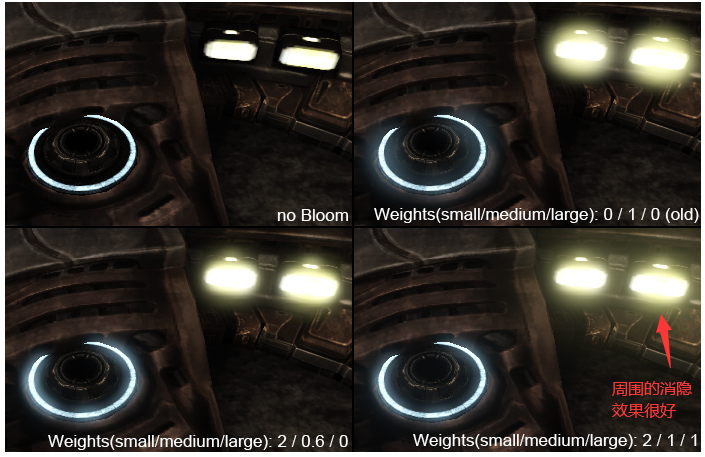 no Bloom
Weights(small/medium/large): 0 / 1 / 0 (old)
周围的消隐
效果很好
Weights(small/medium/large): 2 / 0.6 / 0
Weights(small/medium/large): 2 / 1 / 1